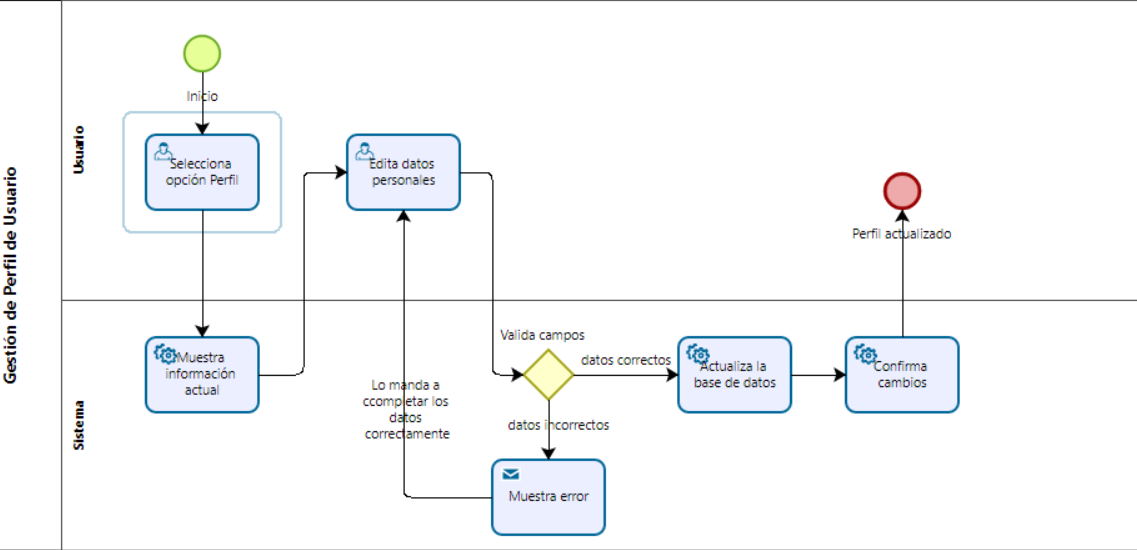 Gestión de Perfil de Usuario
Usuario
Inicio
Selecciona
opción Perfil
Edita datos
personales
Perfil actualizado
Sistema
Muestra
información
actual
Lo manda a
ccompletar los
datos
correctamente
Valida campos
datos correctos
datos incorrectos
Muestra error
Actualiza la
base de datos
Confirma
cambios